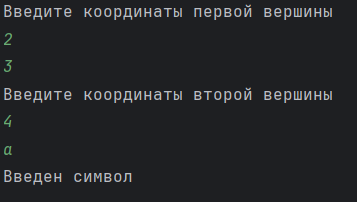 Введите координаты первой вершины
2
3
Введите координаты второй вершины
4
а
Введен символ